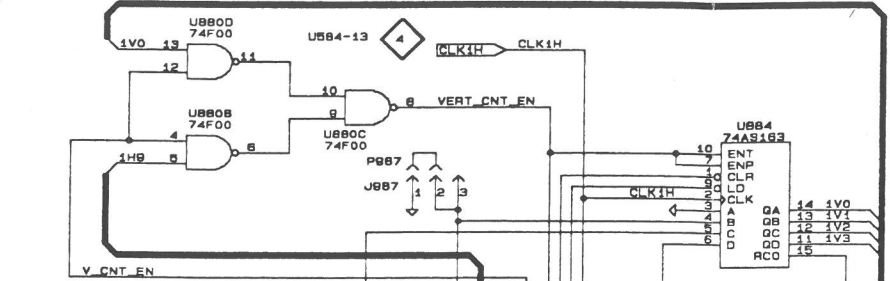 U880D
74F00
1V0 13
12
11
U584-13
4
CLK1H
CLK1H
10
9
8
VERT_CNT_EN
U880C
74F00
U880B
74F00
4
5
6
1H9
P987
J987
1 2 3
U884
74AS163
10 ENT
7 ENP
1 CLR
9 LD
CLK1H 2 CLK
3 A QA 14 1V0
4 B QB 13 1V1
5 C QC 12 1V2
6 D QD 11 1V3
RCO 15
V_CNT_EN